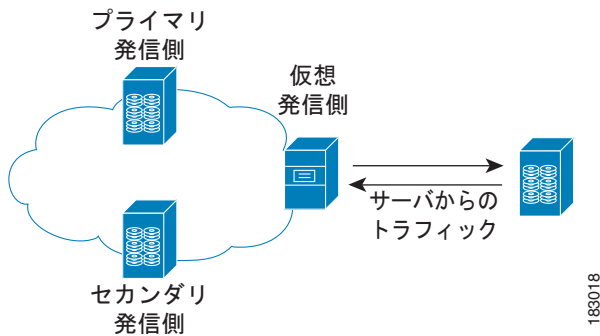 プライマリ
発信側
仮想
発信側
サーバからの
トラフィック
セカンダリ
発信側
183018